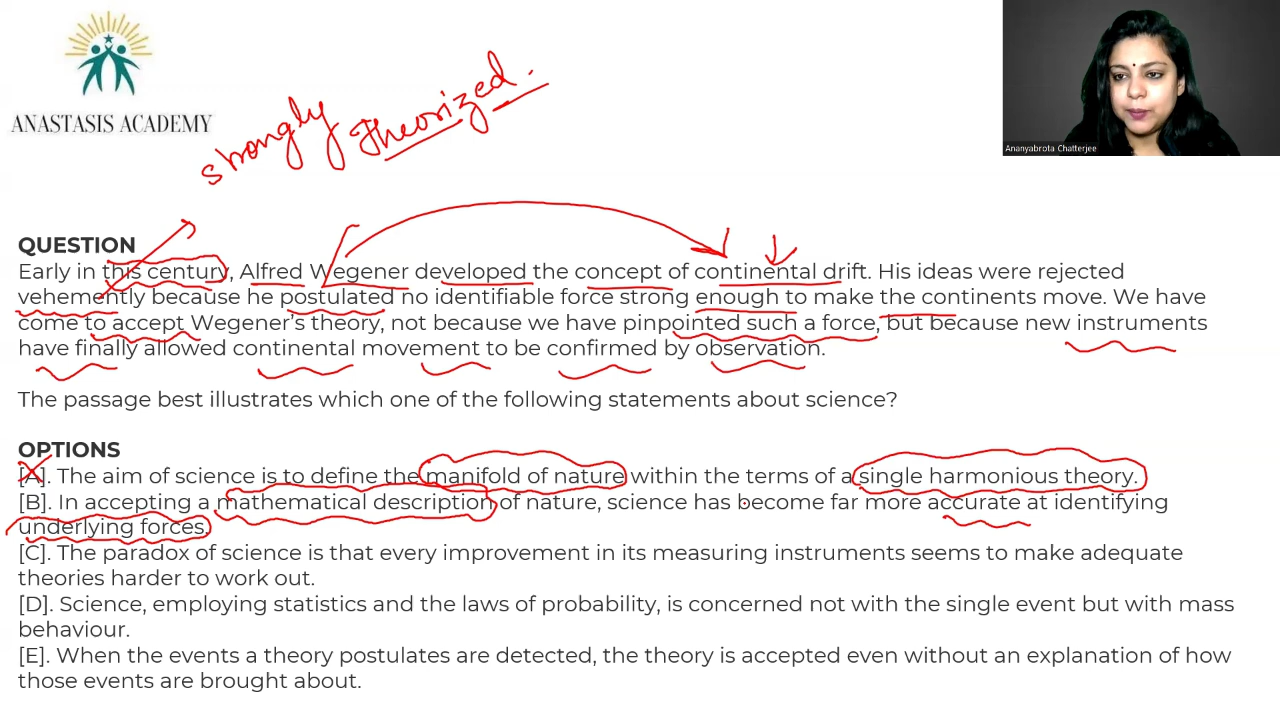 ANASTASIS ACADEMY
strongly
Theorized.
Ananyabrota Chatterjee
QUESTION
Early in this century, Alfred Wegener developed the concept of continental drift. His ideas were rejected
vehemently because he postulated no identifiable force strong enough to make the continents move. We have
come to accept Wegener's theory, not because we have pinpointed such a force, but because new instruments
have finally allowed continental movement to be confirmed by observation.
The passage best illustrates which one of the following statements about science?
OPTIONS
[A]. The aim of science is to define the manifold of nature within the terms of a single harmonious theory.
[B]. In accepting a mathematical description of nature, science has become far more accurate at identifying
underlying forces.
[C]. The paradox of science is that every improvement in its measuring instruments seems to make adequate
theories harder to work out.
[D]. Science, employing statistics and the laws of probability, is concerned not with the single event but with mass
behaviour.
[E]. When the events a theory postulates are detected, the theory is accepted even without an explanation of how
those events are brought about.